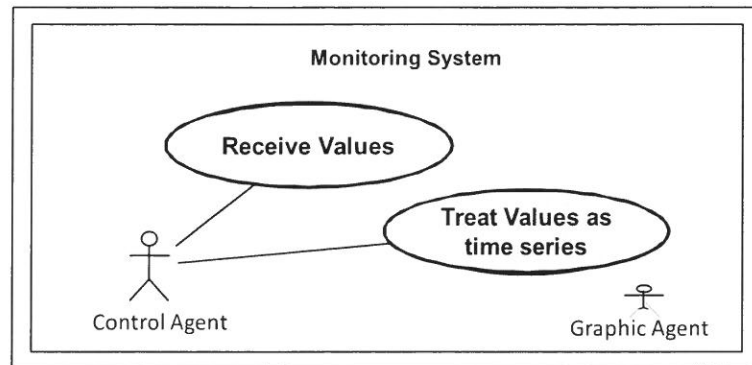 Monitoring System
Receive Values
Treat Values as
time series
Control Agent
Graphic Agent